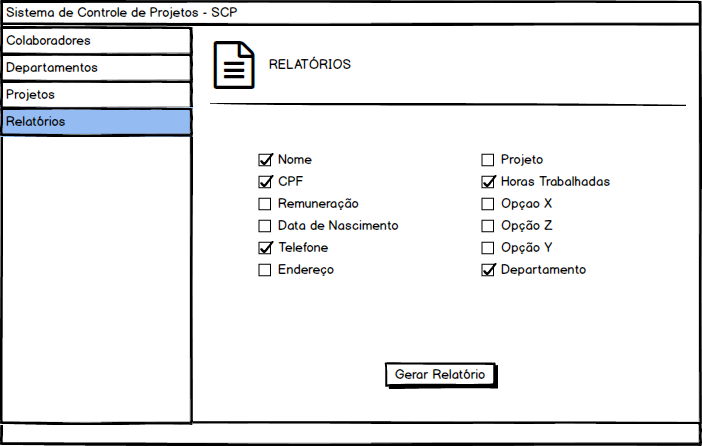 Sistema de Controle de Projetos - SCP
Colaboradores
Departamentos
Projetos
Relatórios
RELATÓRIOS
Nome
CPF
Remuneração
Data de Nascimento
Telefone
Endereço
Projeto
Horas Trabalhadas
Opçao X
Opção Z
Opção Y
Departamento
Gerar Relatório